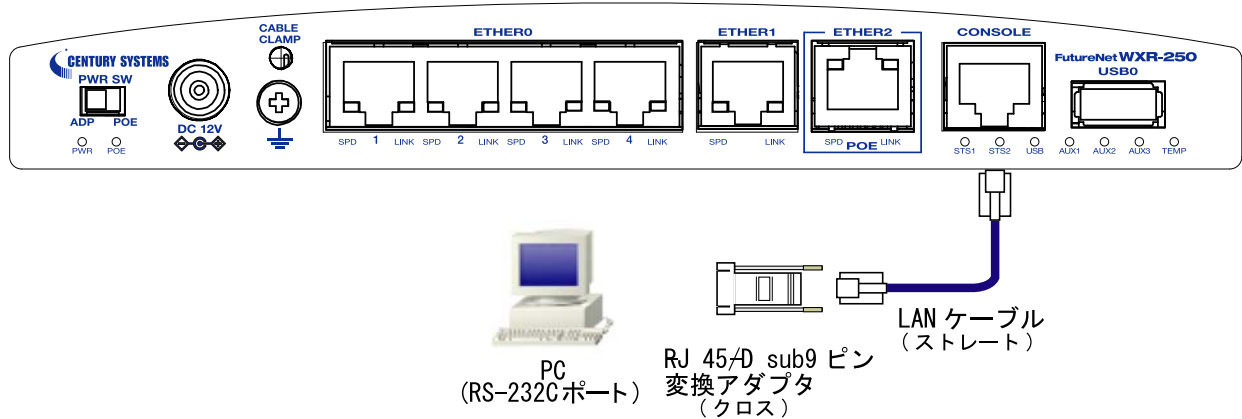 CENTURY SYSTEMS
PWR SW
ADP POE
PWR POE
DC 12V
CABLE
CLAMP
ETHER0
SPD 1 LINK SPD 2 LINK SPD 3 LINK SPD 4 LINK
ETHER1
SPD LINK
ETHER2
SPD POE LINK
CONSOLE
FutureNet WXR-250
USB0
STS1 STS2 USB AUX1 AUX2 AUX3 TEMP
PC
(RS-232Cポート)
RJ 45/D sub9 ピン
変換アダプタ
(クロス)
LAN ケーブル
(ストレート)